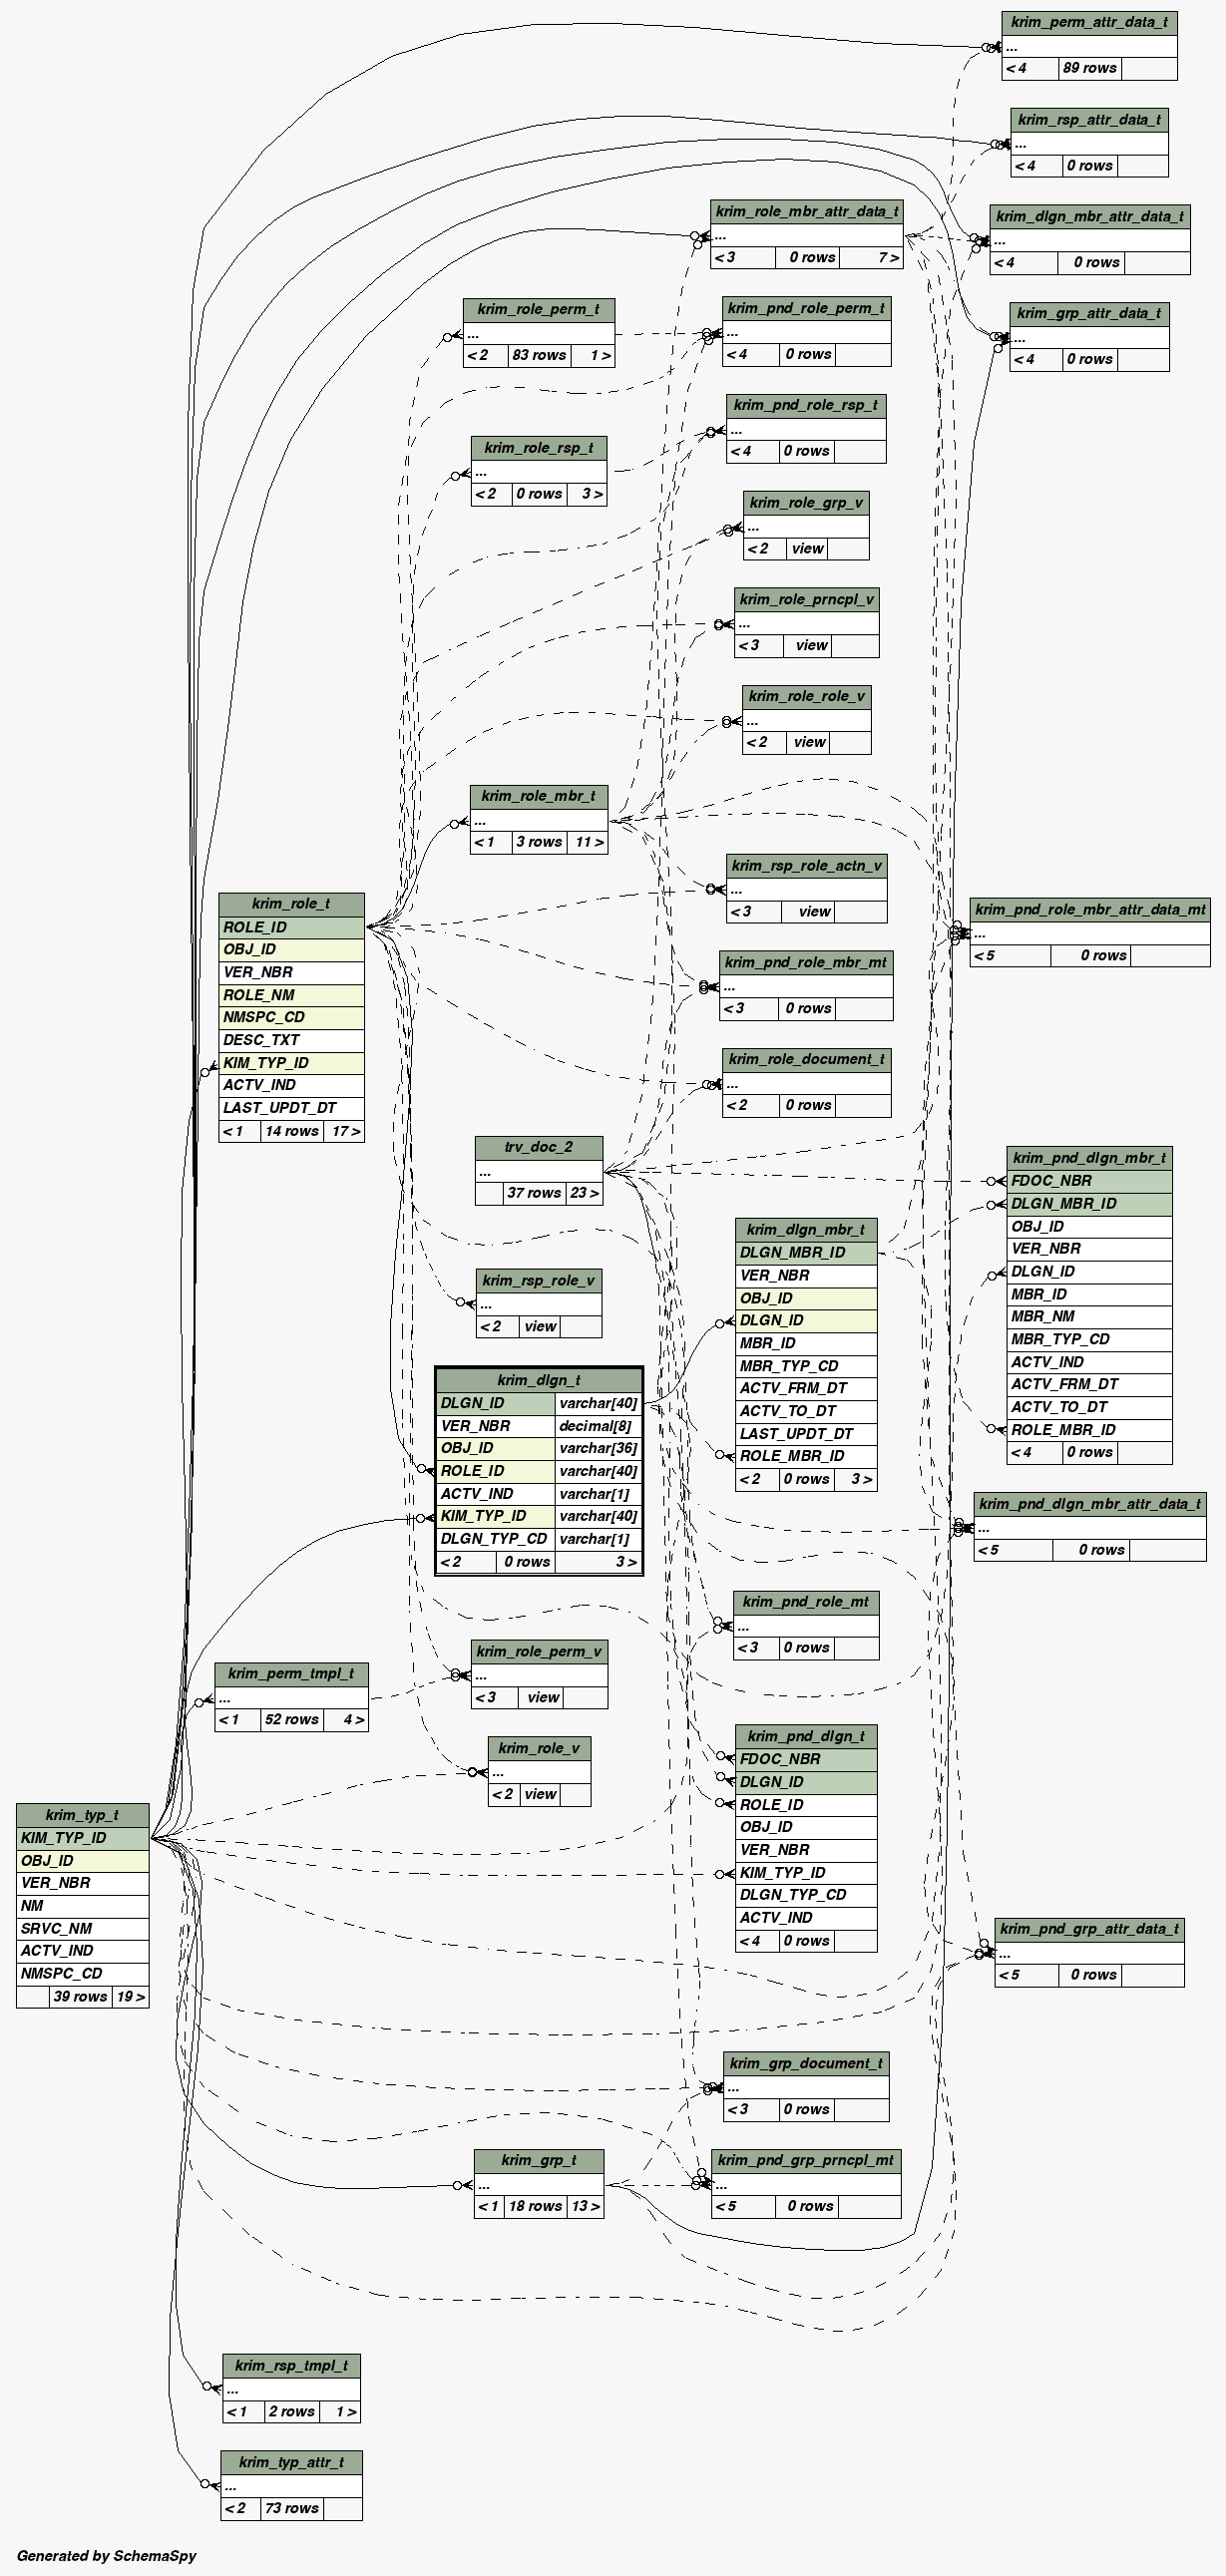 krim_perm_attr_data_t
...
< 4 89 rows
krim_rsp_attr_data_t
...
< 4 0 rows
krim_role_mbr_attr_data_t
...
< 3 0 rows 7 >
krim_dlgn_mbr_attr_data_t
...
< 4 0 rows
krim_role_perm_t
...
< 2 83 rows 1 >
krim_pnd_role_perm_t
...
< 4 0 rows
krim_grp_attr_data_t
...
< 4 0 rows
krim_pnd_role_rsp_t
...
< 4 0 rows
krim_role_rsp_t
...
< 2 0 rows 3 >
krim_role_grp_v
...
< 2 view
krim_role_prncpl_v
...
< 3 view
krim_role_role_v
...
< 2 view
krim_role_mbr_t
...
< 1 3 rows 11 >
krim_rsp_role_actn_v
...
< 3 view
krim_role_t
ROLE_ID
OBJ_ID
VER_NBR
ROLE_NM
NMSPC_CD
DESC_TXT
KIM_TYP_ID
ACTV_IND
LAST_UPDT_DT
< 1 14 rows 17 >
krim_pnd_role_mbr_attr_data_mt
...
< 5 0 rows
krim_pnd_role_mbr_mt
...
< 3 0 rows
krim_role_document_t
...
< 2 0 rows
trv_doc_2
...
37 rows 23 >
krim_pnd_dlgn_mbr_t
FDOC_NBR
DLGN_MBR_ID
OBJ_ID
VER_NBR
DLGN_ID
MBR_ID
MBR_NM
MBR_TYP_CD
ACTV_IND
ACTV_FRM_DT
ACTV_TO_DT
ROLE_MBR_ID
< 4 0 rows
krim_dlgn_mbr_t
DLGN_MBR_ID
VER_NBR
OBJ_ID
DLGN_ID
MBR_ID
MBR_TYP_CD
ACTV_FRM_DT
ACTV_TO_DT
LAST_UPDT_DT
ROLE_MBR_ID
< 2 0 rows 3 >
krim_rsp_role_v
...
< 2 view
krim_dlgn_t
DLGN_ID varchar[40]
VER_NBR decimal[8]
OBJ_ID varchar[36]
ROLE_ID varchar[40]
ACTV_IND varchar[1]
KIM_TYP_ID varchar[40]
DLGN_TYP_CD varchar[1]
< 2 0 rows 3 >
krim_pnd_dlgn_mbr_attr_data_t
...
< 5 0 rows
krim_pnd_role_mt
...
< 3 0 rows
krim_role_perm_v
...
< 3 view
krim_perm_tmpl_t
...
< 1 52 rows 4 >
krim_pnd_dlgn_t
FDOC_NBR
DLGN_ID
ROLE_ID
OBJ_ID
VER_NBR
KIM_TYP_ID
DLGN_TYP_CD
ACTV_IND
< 4 0 rows
krim_role_v
...
< 2 view
krim_typ_t
KIM_TYP_ID
OBJ_ID
VER_NBR
NM
SRVC_NM
ACTV_IND
NMSPC_CD
39 rows 19 >
krim_pnd_grp_attr_data_t
...
< 5 0 rows
krim_grp_document_t
...
< 3 0 rows
krim_grp_t
...
< 1 18 rows 13 >
krim_pnd_grp_prncpl_mt
...
< 5 0 rows
krim_rsp_tmpl_t
...
< 1 2 rows 1 >
krim_typ_attr_t
...
< 2 73 rows
Generated by SchemaSpy